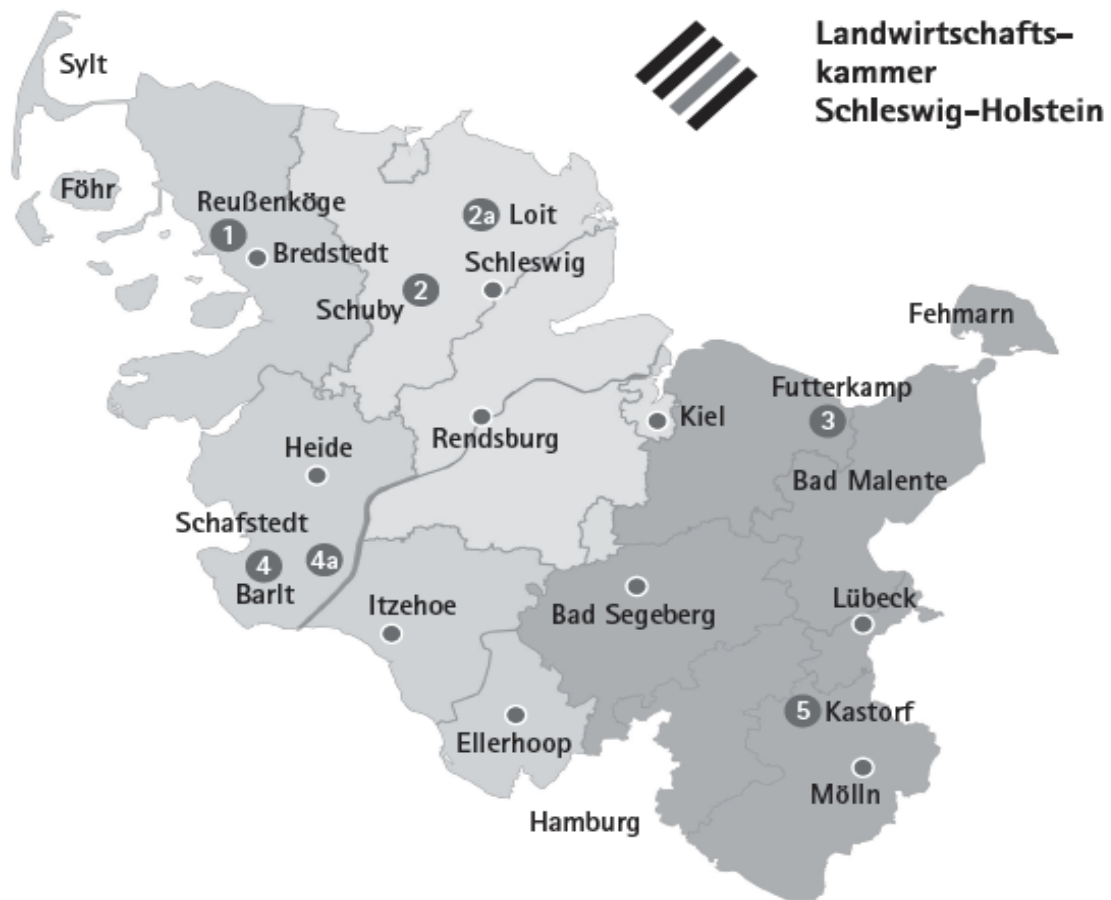 Landwirtschafts-
kammer
Schleswig-Holstein
Sylt
Föhr
Reußenköge
1
Bredstedt
2a Loit
Schleswig
2
Schuby
Fehmarn
Futterkamp
3
Kiel
Rendsburg
Heide
Bad Malente
Schafstedt
4
4a
Barlt
Itzehoe
Bad Segeberg
Lübeck
5 Kastorf
Ellerhoop
Mölln
Hamburg